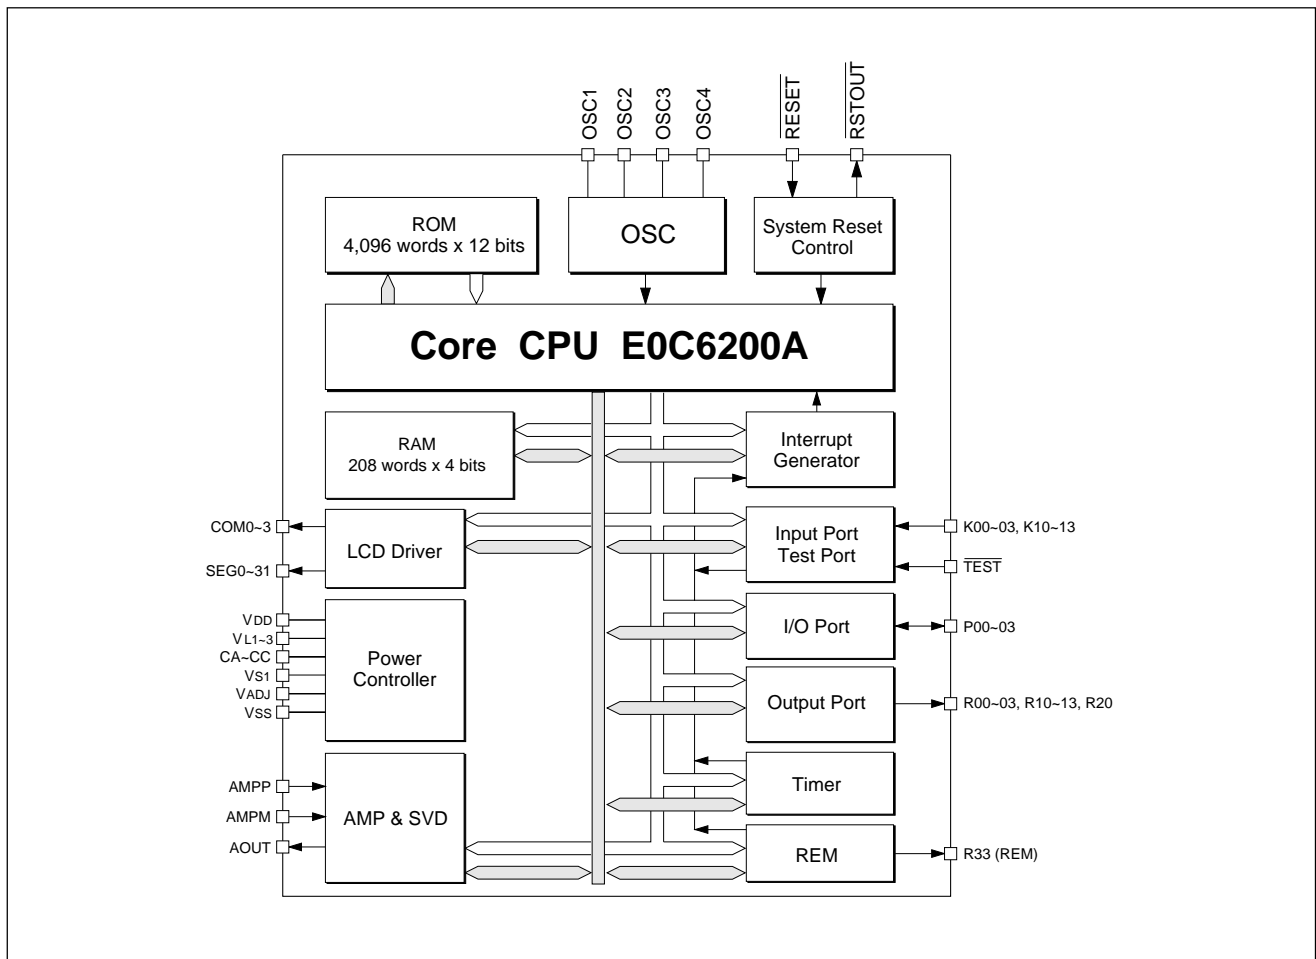 OSC1
OSC2
OSC3
OSC4
RESET
RSTOUT
ROM
4,096 words x 12 bits
OSC
System Reset
Control
Core CPU E0C6200A
RAM
208 words x 4 bits
Interrupt
Generator
COM0~3
SEG0~31
LCD Driver
Input Port
Test Port
K00~03, K10~13
TEST
VDD
VL1~3
CA~CC
VS1
VADJ
VSS
Power
Controller
I/O Port
P00~03
Output Port
R00~03, R10~13, R20
AMPP
AMPM
AOUT
AMP & SVD
Timer
REM
R33 (REM)